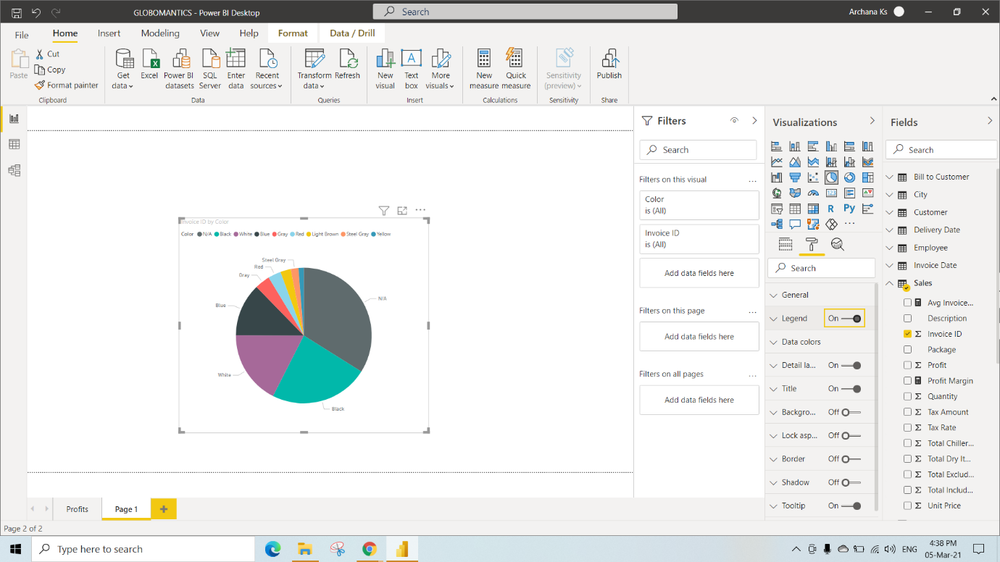 GLOBOMANTICS - Power BI Desktop
Search
Archana Ks
File
Home
Insert
Modeling
View
Help
Format
Data / Drill
Paste
Cut
Copy
Format painter
Clipboard
Get
data
Excel
Power BI
datasets
SQL
Server
Enter
data
Recent
sources
Data
Transform
data
Refresh
Queries
New
visual
Text
box
More
visuals
Insert
New
measure
Quick
measure
Calculations
Sensitivity
(preview)
Sensitivity
Publish
Share
Invoice ID by Color
Color N/A Black White Blue Gray Red Light Brown Steel Gray Yellow
Steel Gray
Red
Gray
Blue
N/A
White
Black
Filters
Search
Filters on this visual
...
Color
is (All)
Invoice ID
is (All)
Add data fields here
Filters on this page
...
Add data fields here
Filters on all pages
...
Add data fields here
Visualizations
R
Py
...
Search
General
Legend On
Data colors
Detail la... On
Title On
Backgro... Off
Lock asp... Off
Border Off
Shadow Off
Tooltip On
Fields
Search
Bill to Customer
City
Customer
Delivery Date
Employee
Invoice Date
Sales
Avg Invoice...
Description
Invoice ID
Package
Profit
Profit Margin
Quantity
Tax Amount
Tax Rate
Total Chiller...
Total Dry It...
Total Exclud...
Total Includ...
Unit Price
Profits
Page 1
Page 2 of 2
Type here to search
ENG
4:38 PM
05-Mar-21